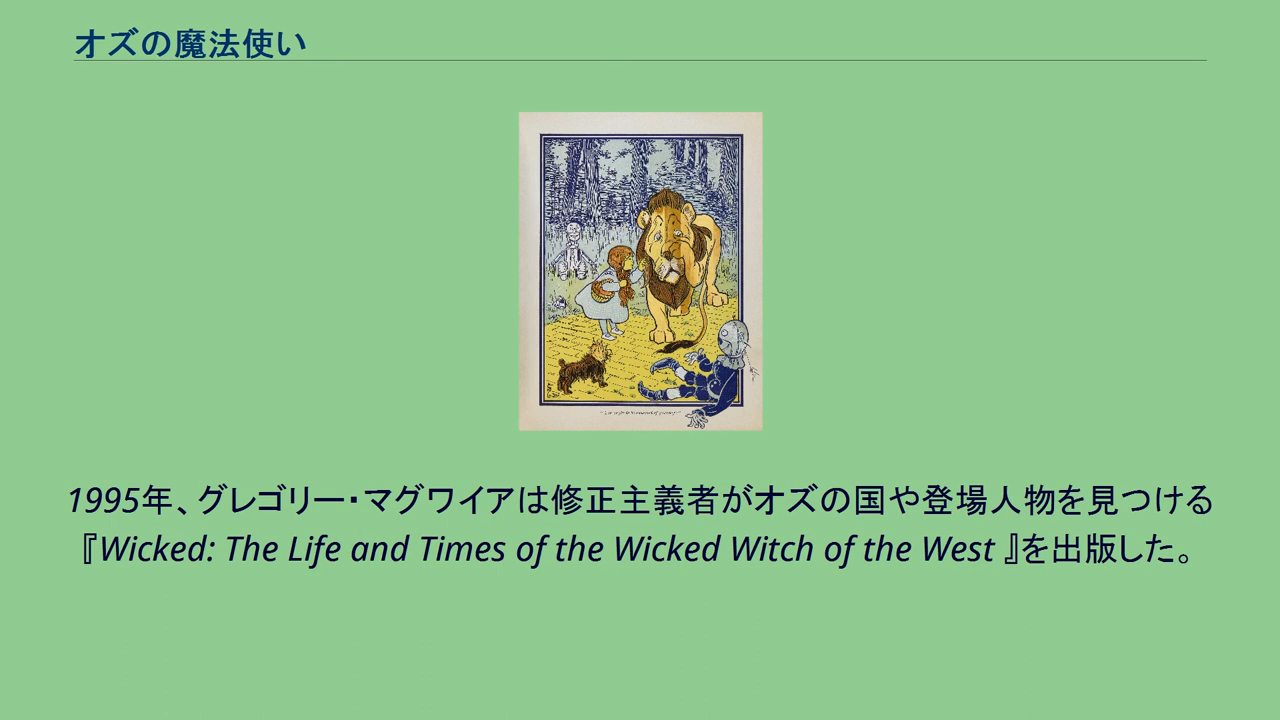 オズの魔法使い
1995年、グレゴリー・マグワイアは修正主義者がオズの国や登場人物を見つける
『Wicked: The Life and Times of the Wicked Witch of the West 』を出版した。